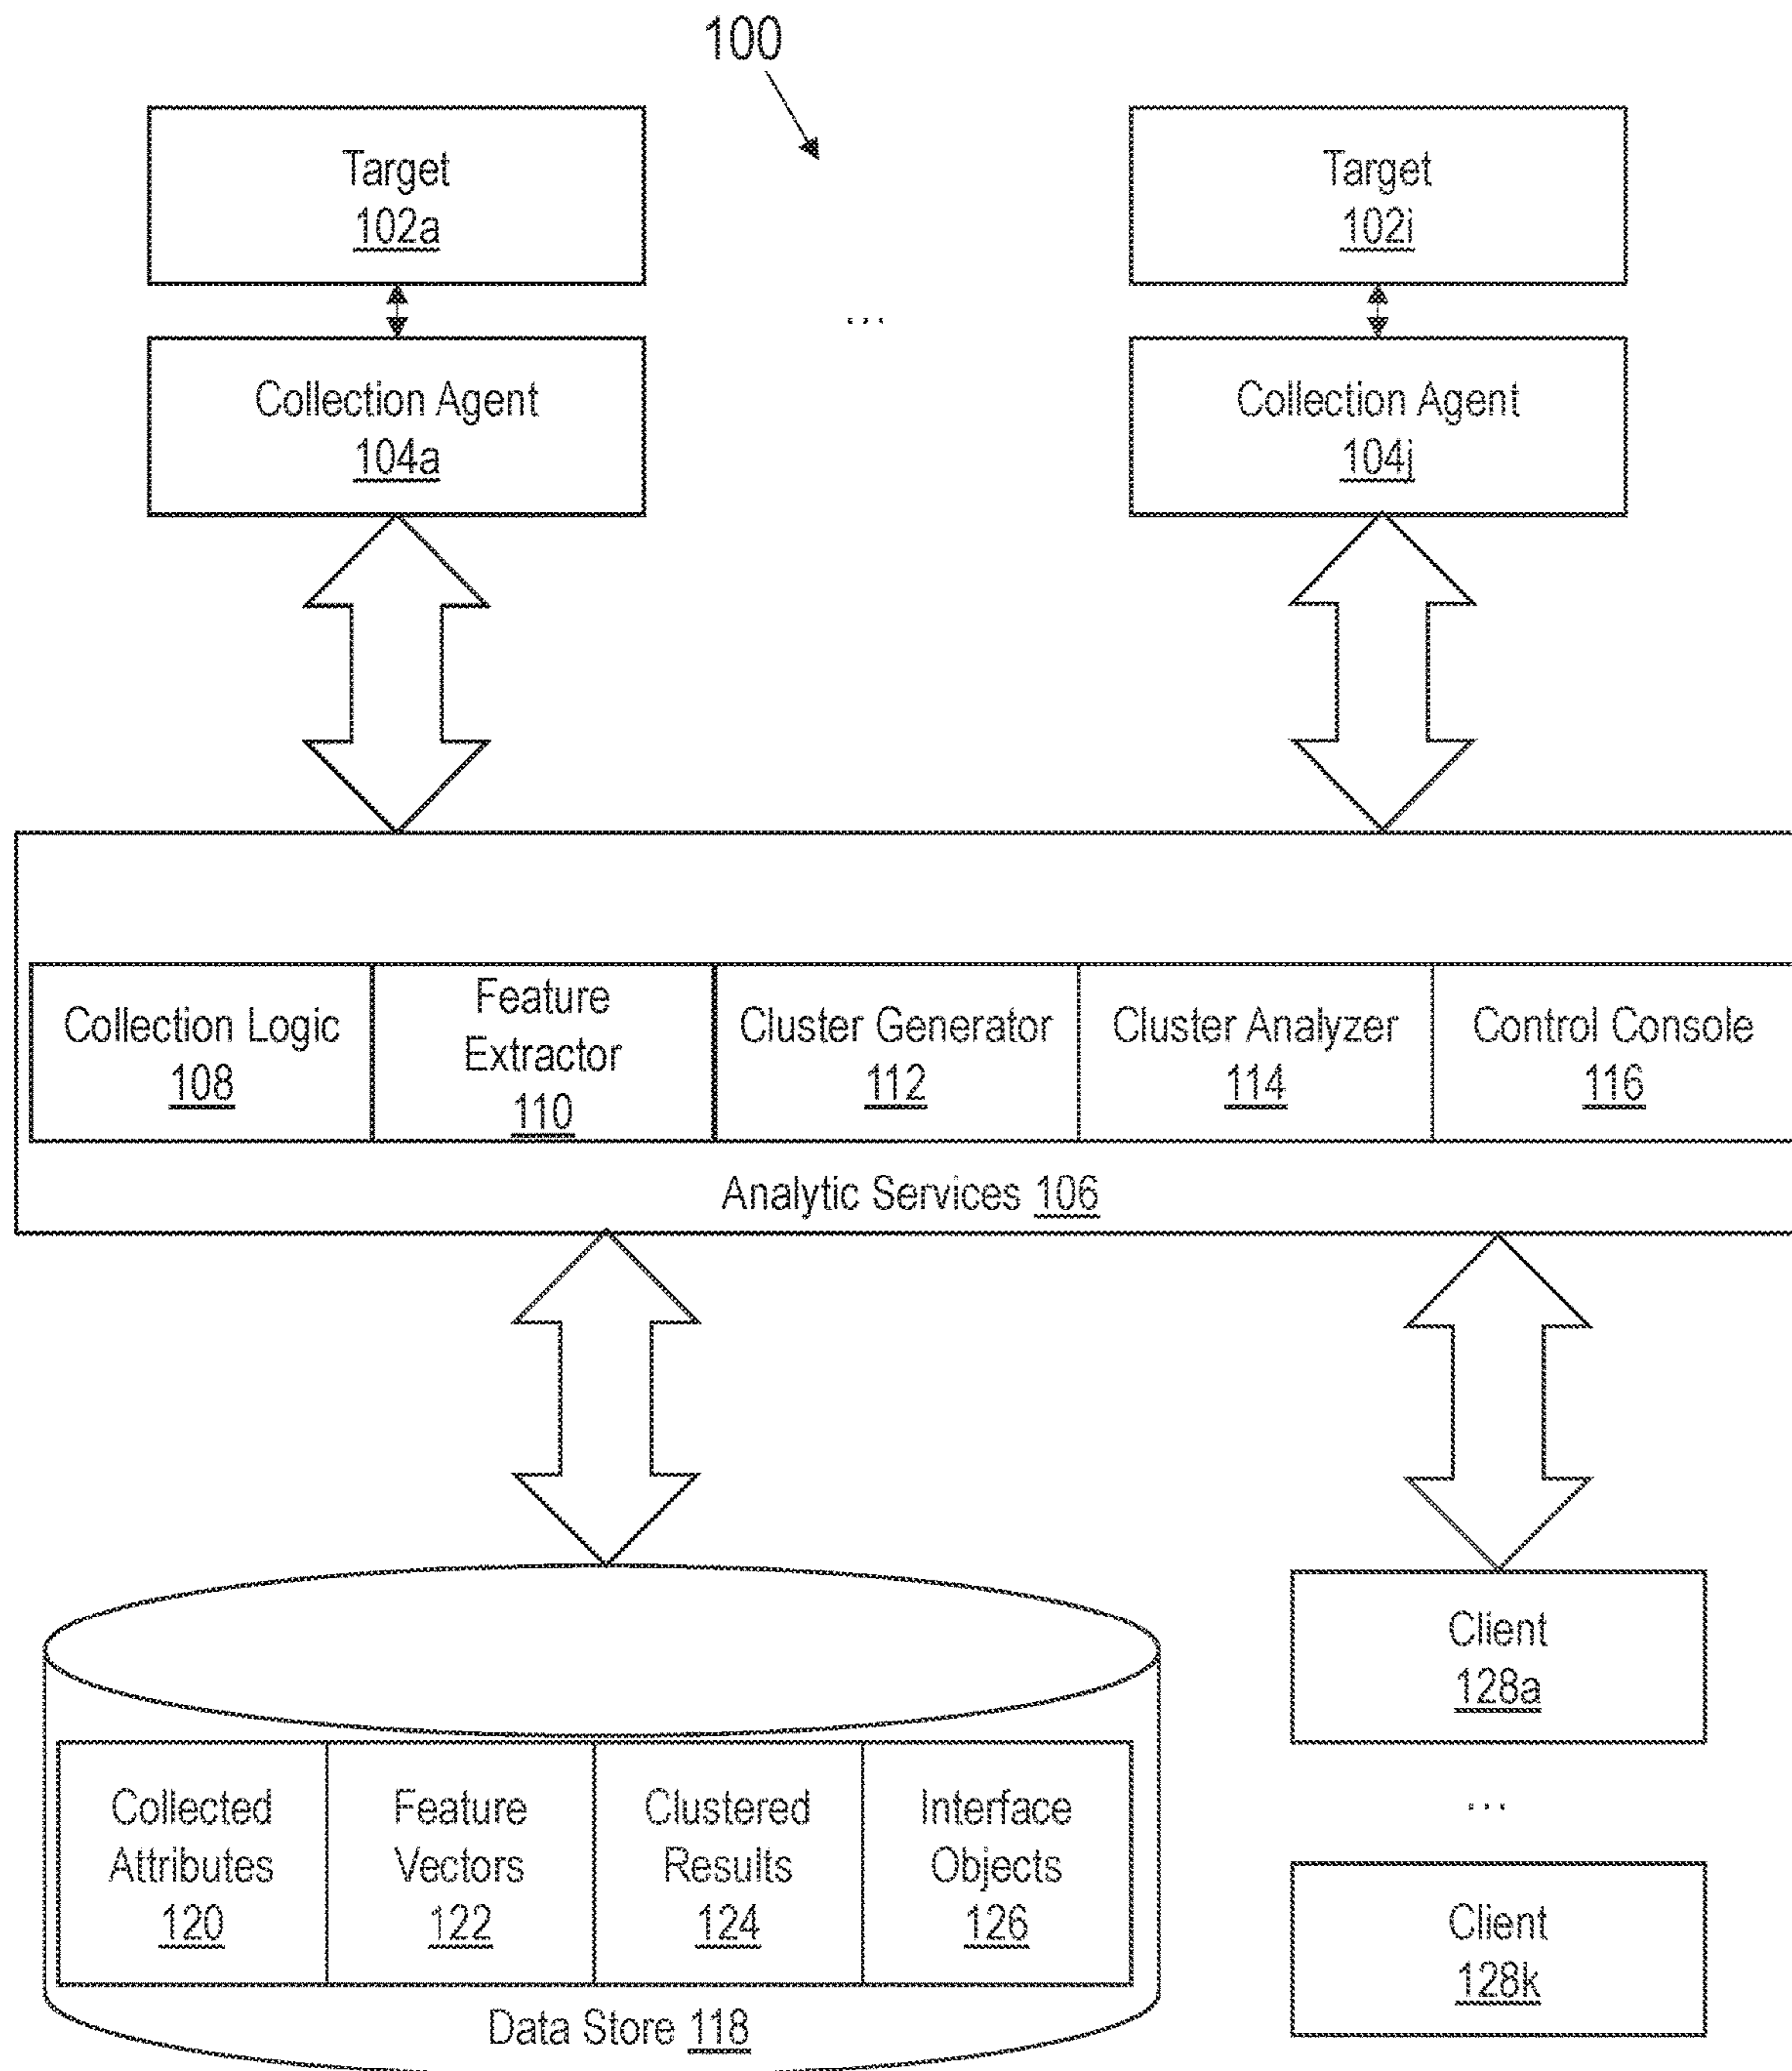 100
Target
102a
Target
102i
...
Collection Agent
104a
Collection Agent
104j
Collection Logic
108
Feature
Extractor
110
Cluster Generator
112
Cluster Analyzer
114
Control Console
116
Analytic Services 106
Collected
Attributes
120
Feature
Vectors
122
Clustered
Results
124
Interface
Objects
126
Data Store 118
Client
128a
...
Client
128k